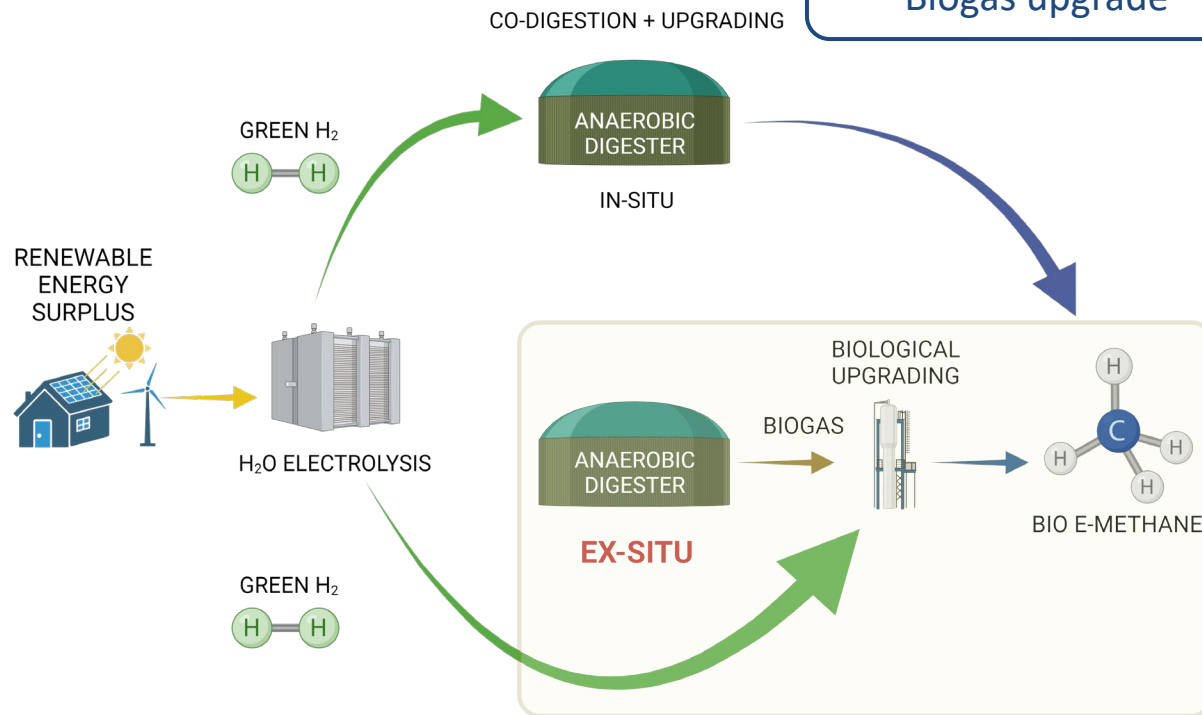 Biogas upgrade
CO-DIGESTION + UPGRADING
ANAEROBIC
DIGESTER
IN-SITU
GREEN H₂
H H
RENEWABLE
ENERGY
SURPLUS
H₂O ELECTROLYSIS
BIOLOGICAL
UPGRADING
BIOGAS
ANAEROBIC
DIGESTER
EX-SITU
H
C
H
H
H
BIO E-METHANE
GREEN H₂
H H